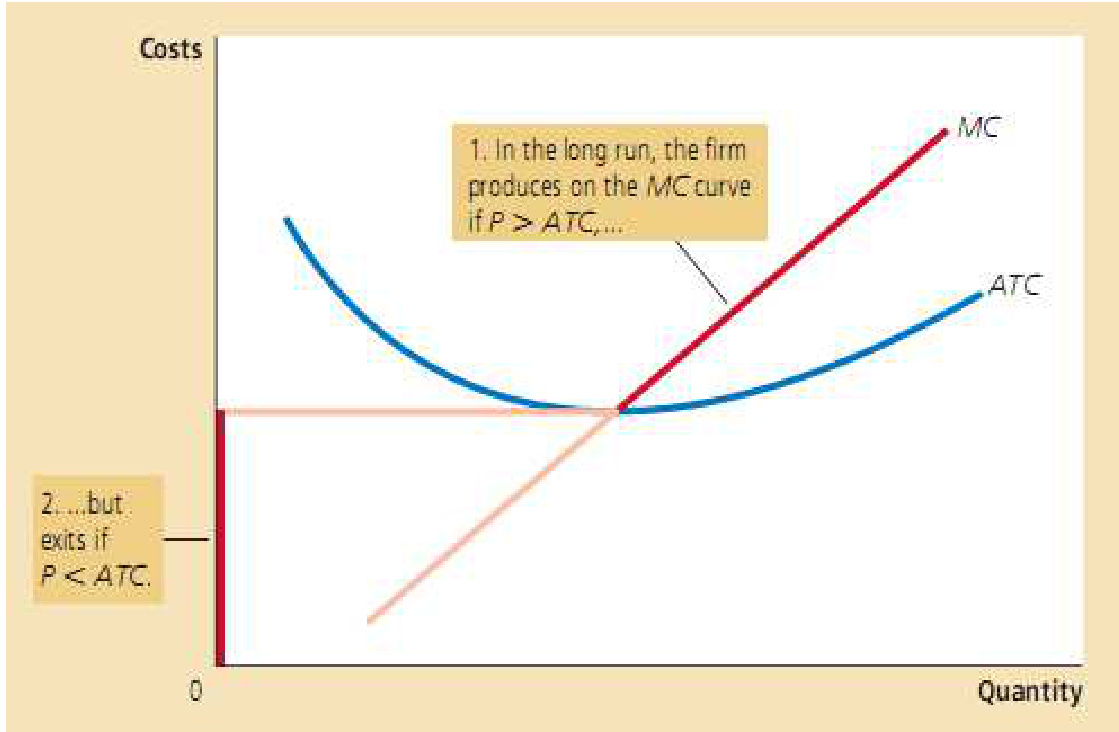 Costs
MC
1. In the long run, the firm
produces on the MC curve
if P > ATC,...
ATC
2. ...but
exits if
P < ATC.
0
Quantity